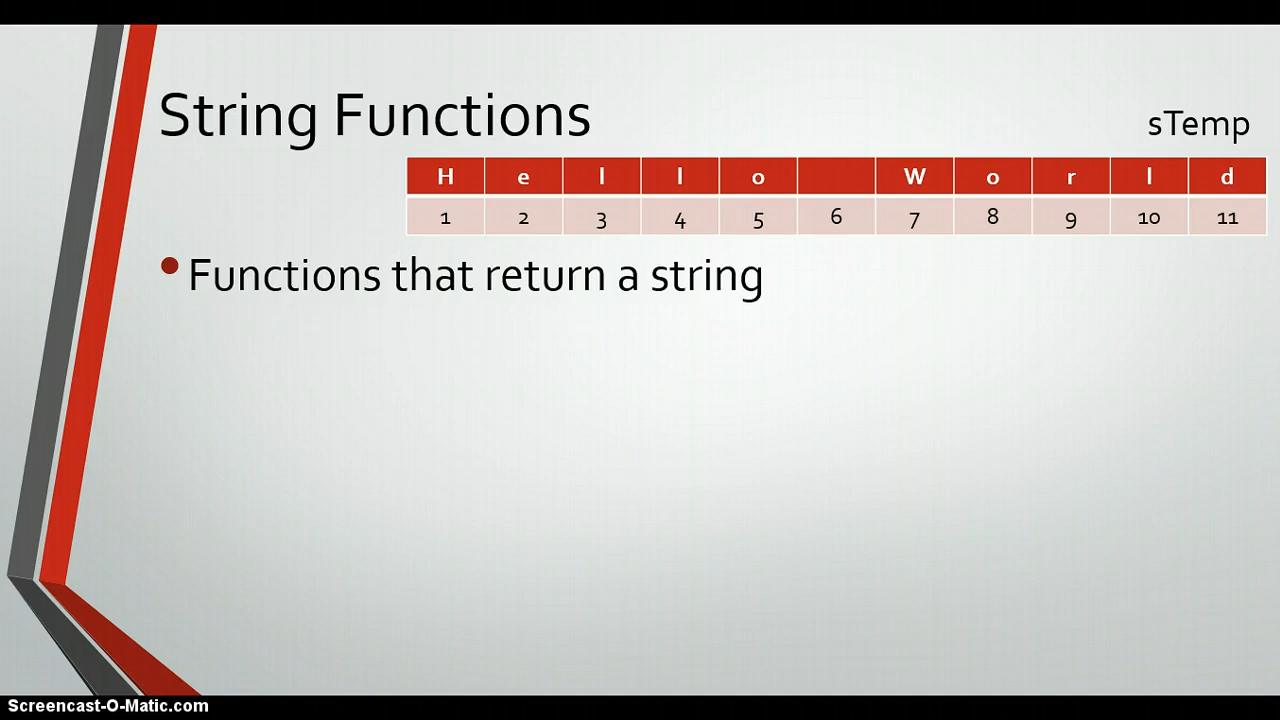 String Functions
sTemp
H e l l o W o r l d
1 2 3 4 5 6 7 8 9 10 11
• Functions that return a string
Screencast-O-Matic.com